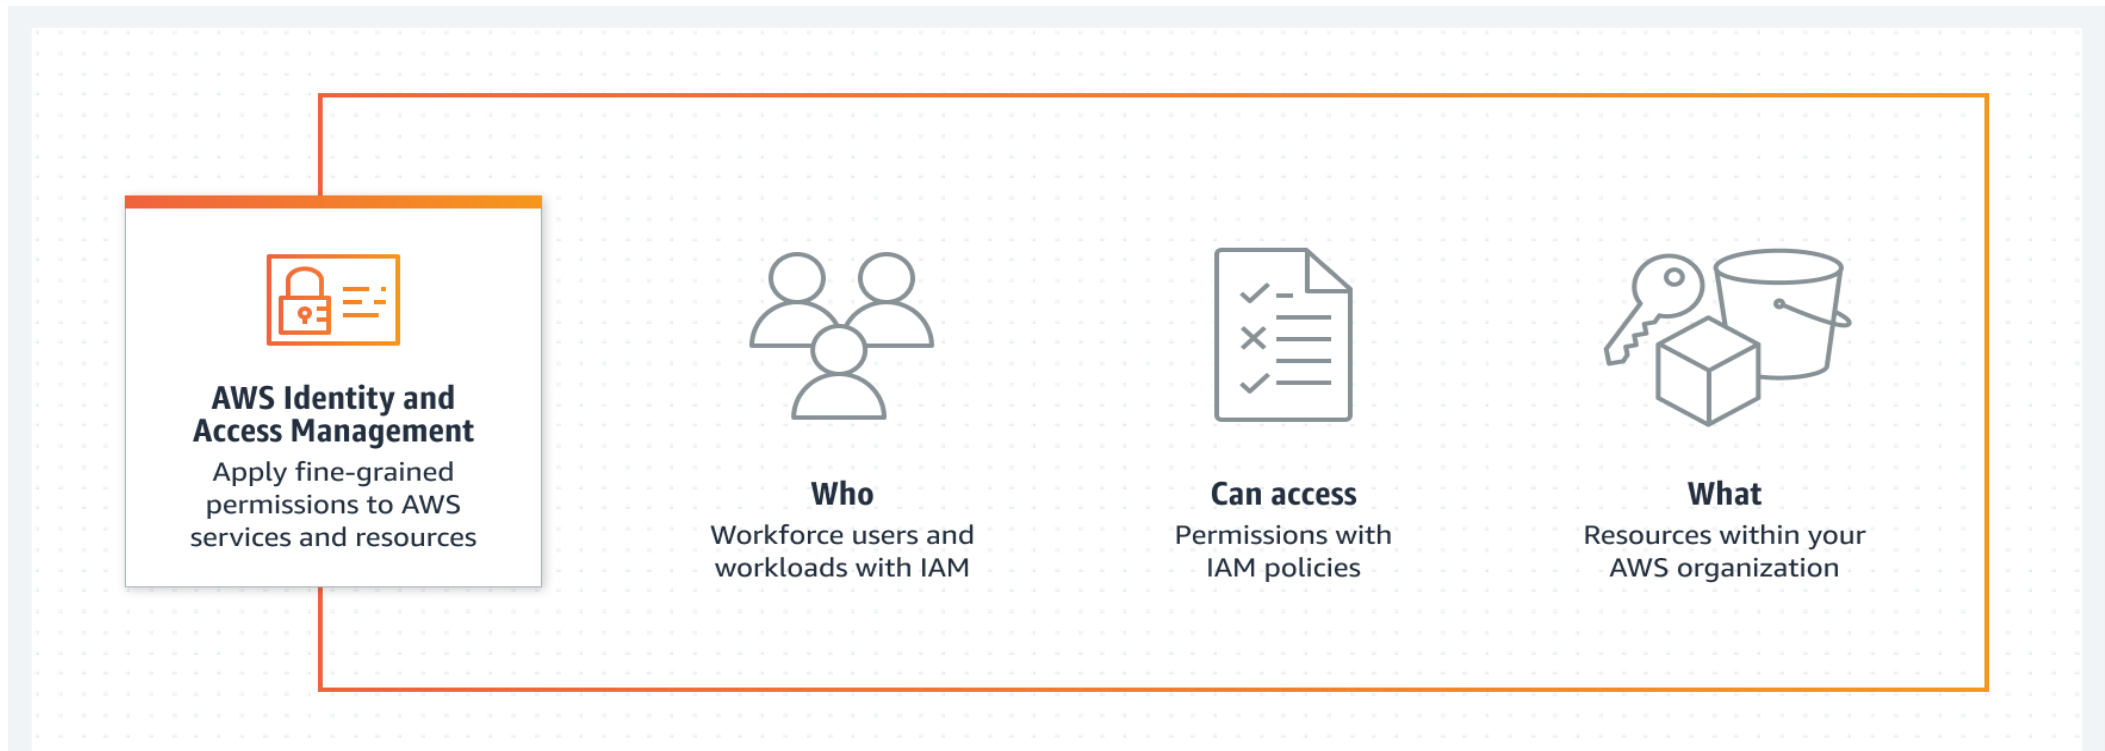 AWS Identity and
Access Management
Apply fine-grained
permissions to AWS
services and resources
Who
Workforce users and
workloads with IAM
Can access
Permissions with
IAM policies
What
Resources within your
AWS organization